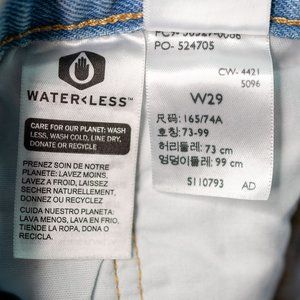 WATER<LESS™
CARE FOR OUR PLANET: WASH
LESS, WASH COLD, LINE DRY,
DONATE OR RECYCLE
PRENEZ SOIN DE NOTRE
PLANÈTE: LAVEZ MOINS,
LAVEZ A FROID, LAISSEZ
SECHER NATURELLEMENT,
DONNEZ OU RECYCLEZ
CUIDA NUESTRO PLANETA:
LAVA MENOS, LAVA EN FRIO,
TIENDE LA ROPA, DONA O
RECICLA.
PO- 524705
CW- 4421
5096
W29
尺码: 165/74A
호칭: 73-99
허리둘레: 73 cm
엉덩이둘레: 99 cm
S110793 AD